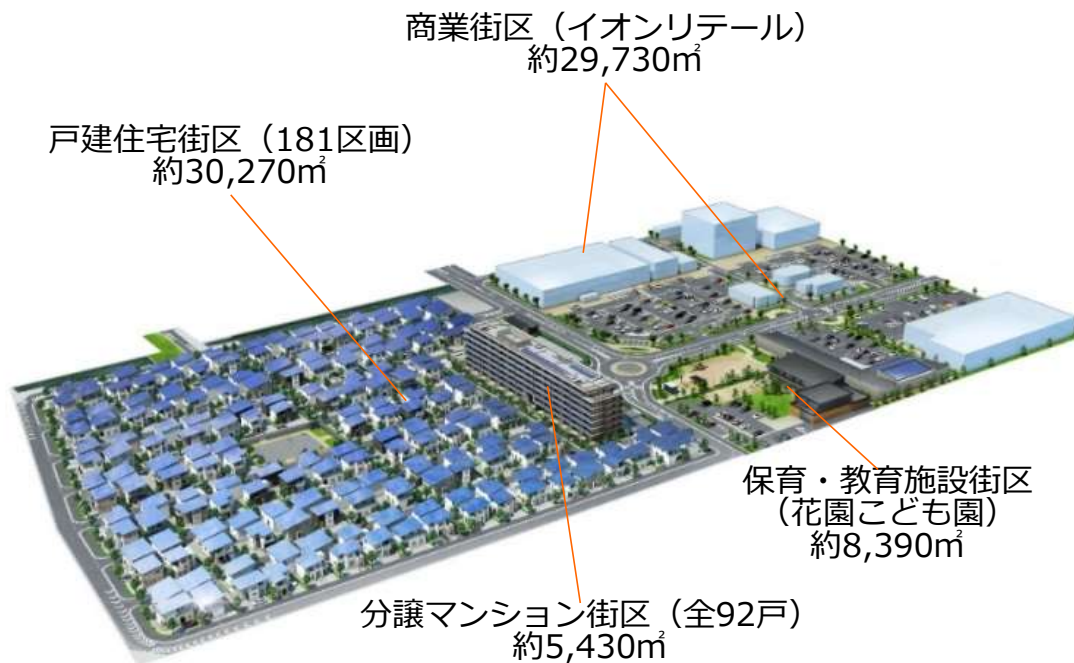 商業街区（イオンリテール）
約29,730㎡
戸建住宅街区（181区画）
約30,270㎡
保育・教育施設街区
（花園こども園）
約8,390㎡
分譲マンション街区（全92戸）
約5,430㎡